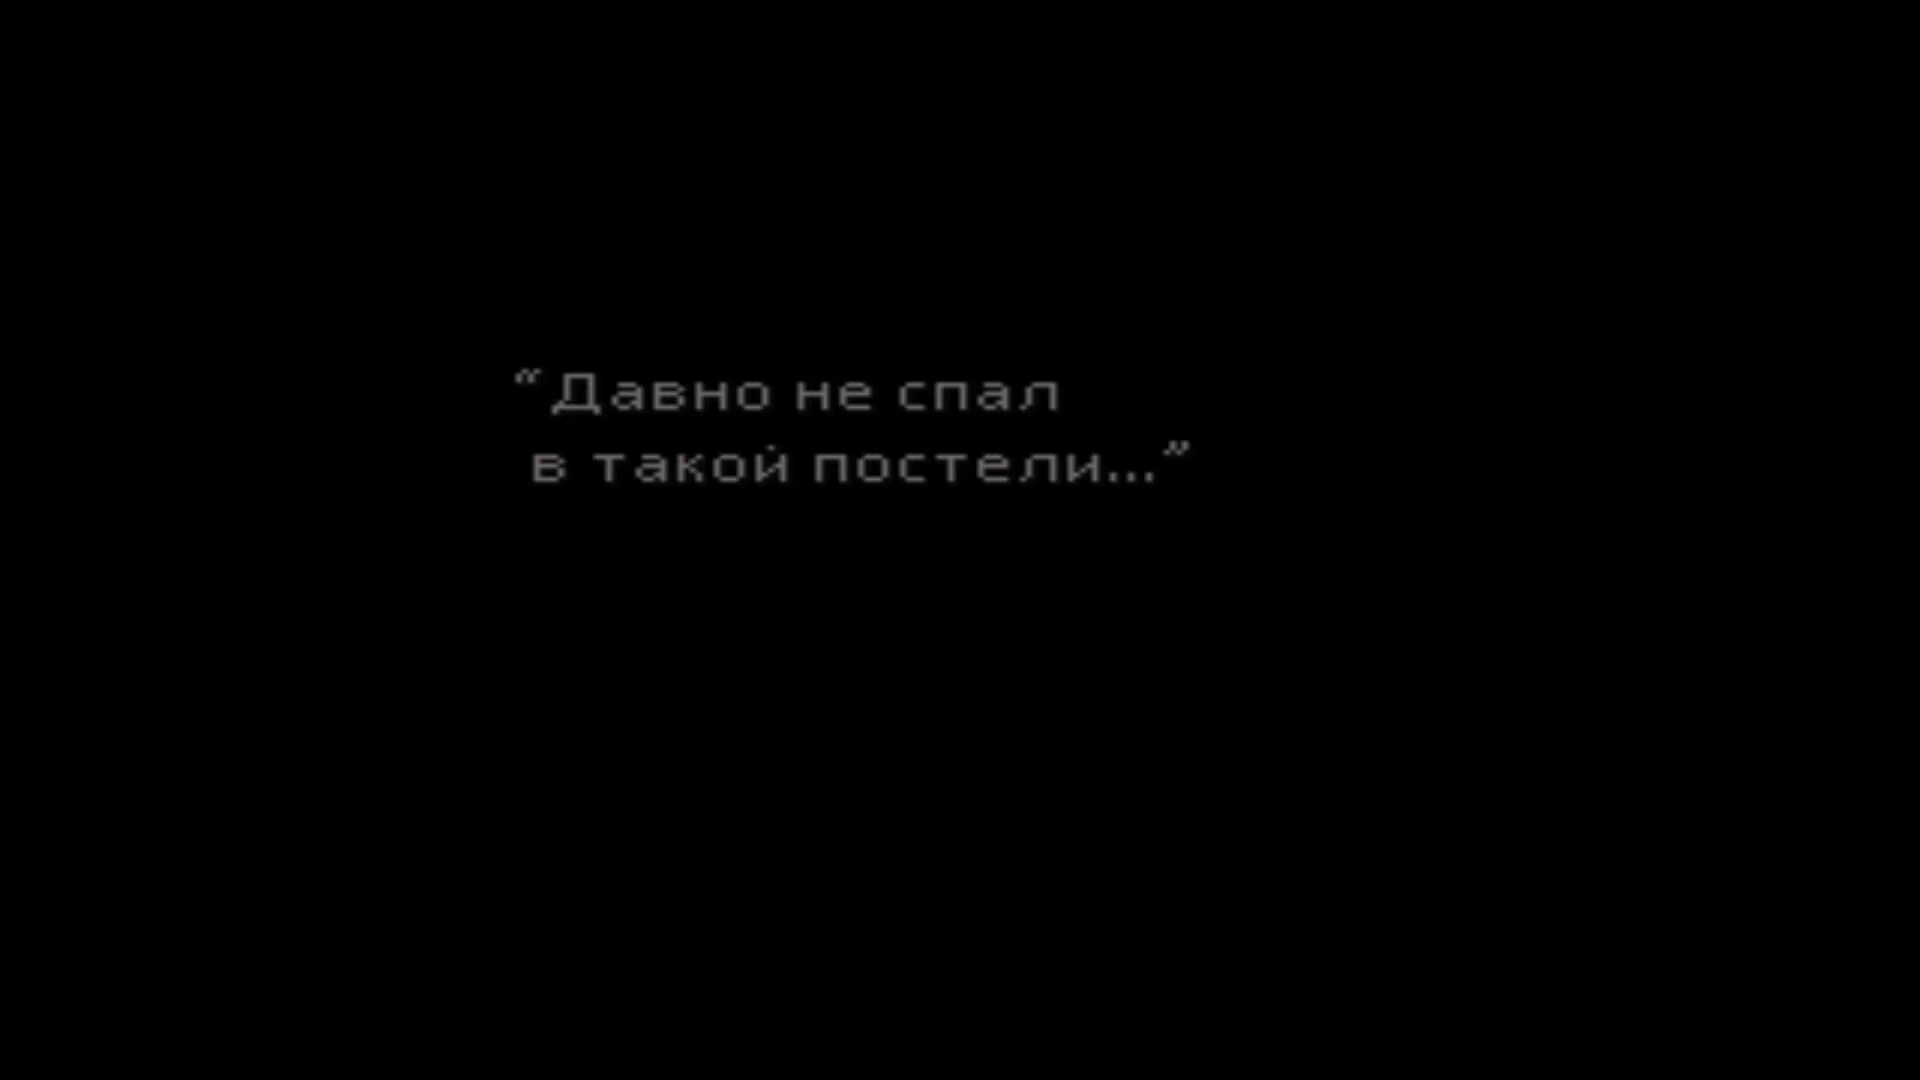 “Давно не спал
в такой постели...”